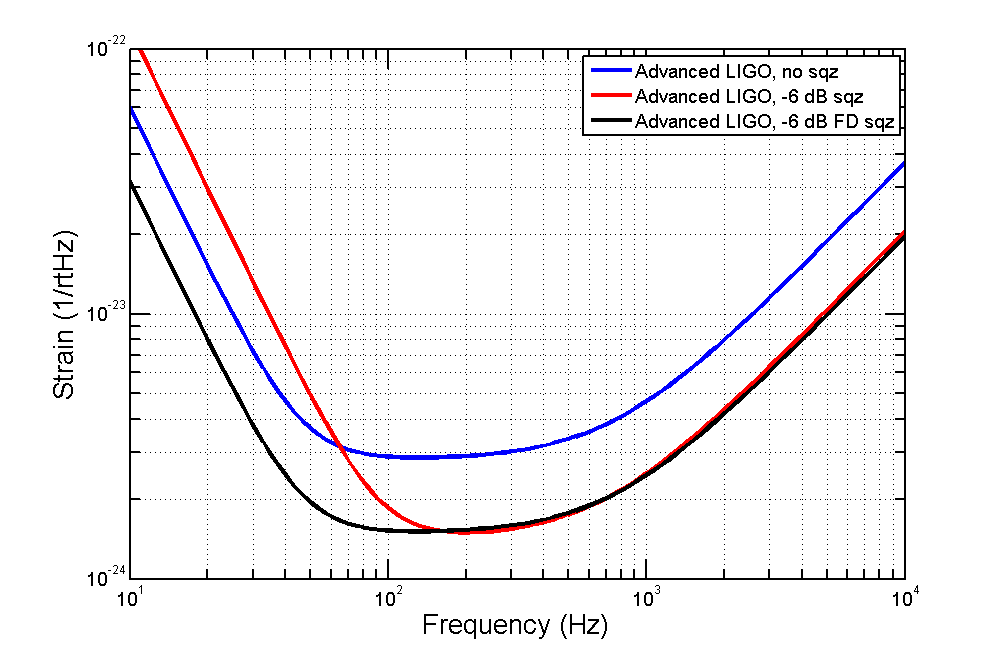 10^-22
Advanced LIGO, no sqz
Advanced LIGO, -6 dB sqz
Advanced LIGO, -6 dB FD sqz
Strain (1/rtHz)
10^-23
10^-24
10^1
10^2
10^3
10^4
Frequency (Hz)